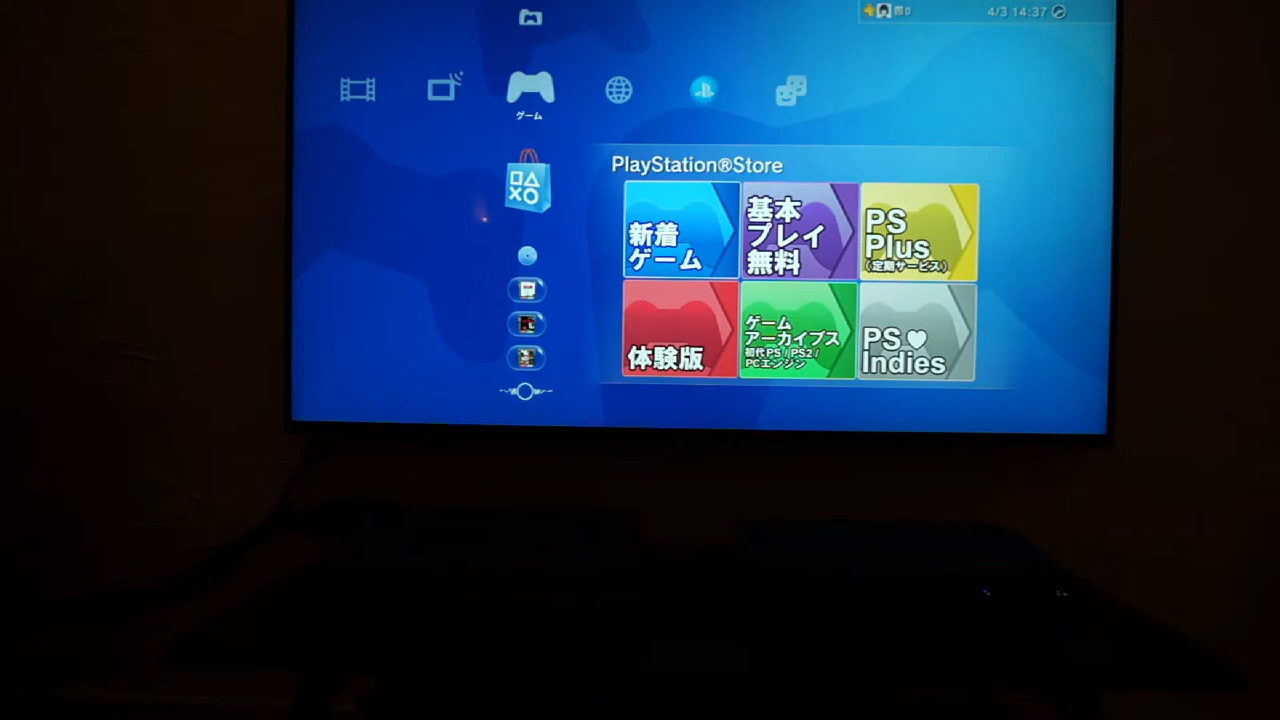 0
4/3 14:37
ゲーム
PlayStation®Store
新着
ゲーム
基本
プレイ
無料
PS
Plus
(定期サービス)
体験版
ゲーム
アーカイブス
初代PS / PS2 /
PCエンジン
PS♥
Indies